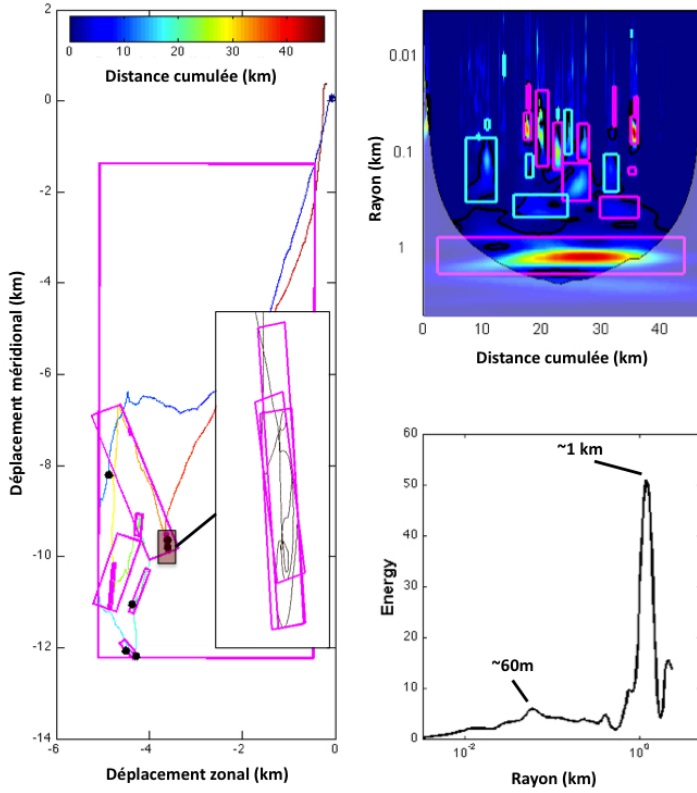 0 10 20 30 40
Distance cumulée (km)
0
-2
-4
-6
-8
-10
-12
-14
Déplacement méridional (km)
-6 -4 -2 0
Déplacement zonal (km)
0.01
0.1
1
Rayon (km)
0 10 20 30 40
Distance cumulée (km)
60
50
40
30
20
10
0
Energy
~1 km
~60m
10⁻² 10⁰
Rayon (km)